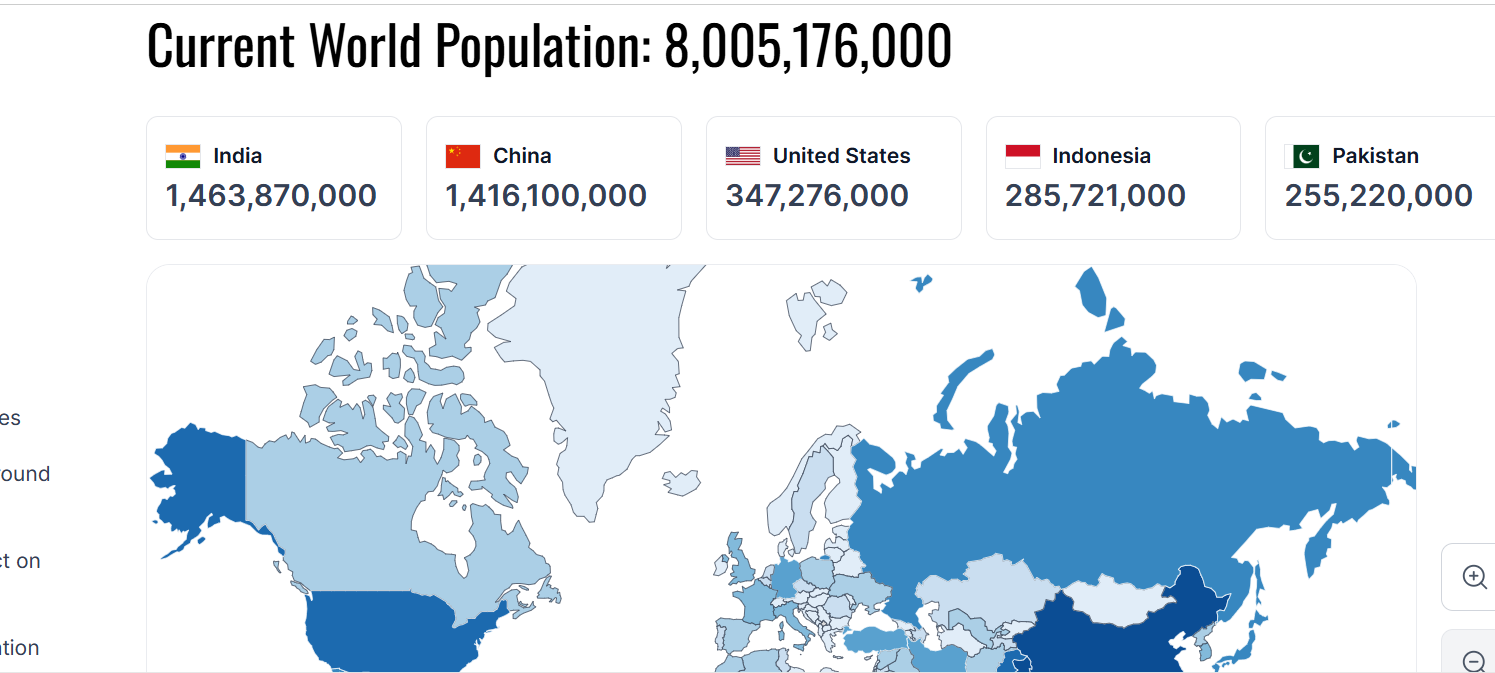 Current World Population: 8,005,176,000
India
1,463,870,000
China
1,416,100,000
United States
347,276,000
Indonesia
285,721,000
Pakistan
255,220,000
es
ound
ct on
ation